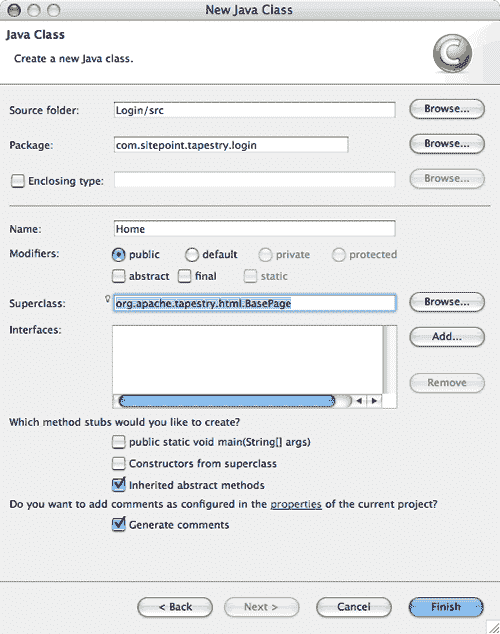 New Java Class
Java Class
Create a new Java class.
C
Source folder: Login/src Browse...
Package: com.sitepoint.tapestry.login Browse...
Enclosing type: Browse...
Name: Home
Modifiers: public default private protected
abstract final static
Superclass: org.apache.tapestry.html.BasePage Browse...
Interfaces: Add...
Remove
Which method stubs would you like to create?
public static void main(String[] args)
Constructors from superclass
Inherited abstract methods
Do you want to add comments as configured in the properties of the current project?
Generate comments
< Back Next > Cancel Finish